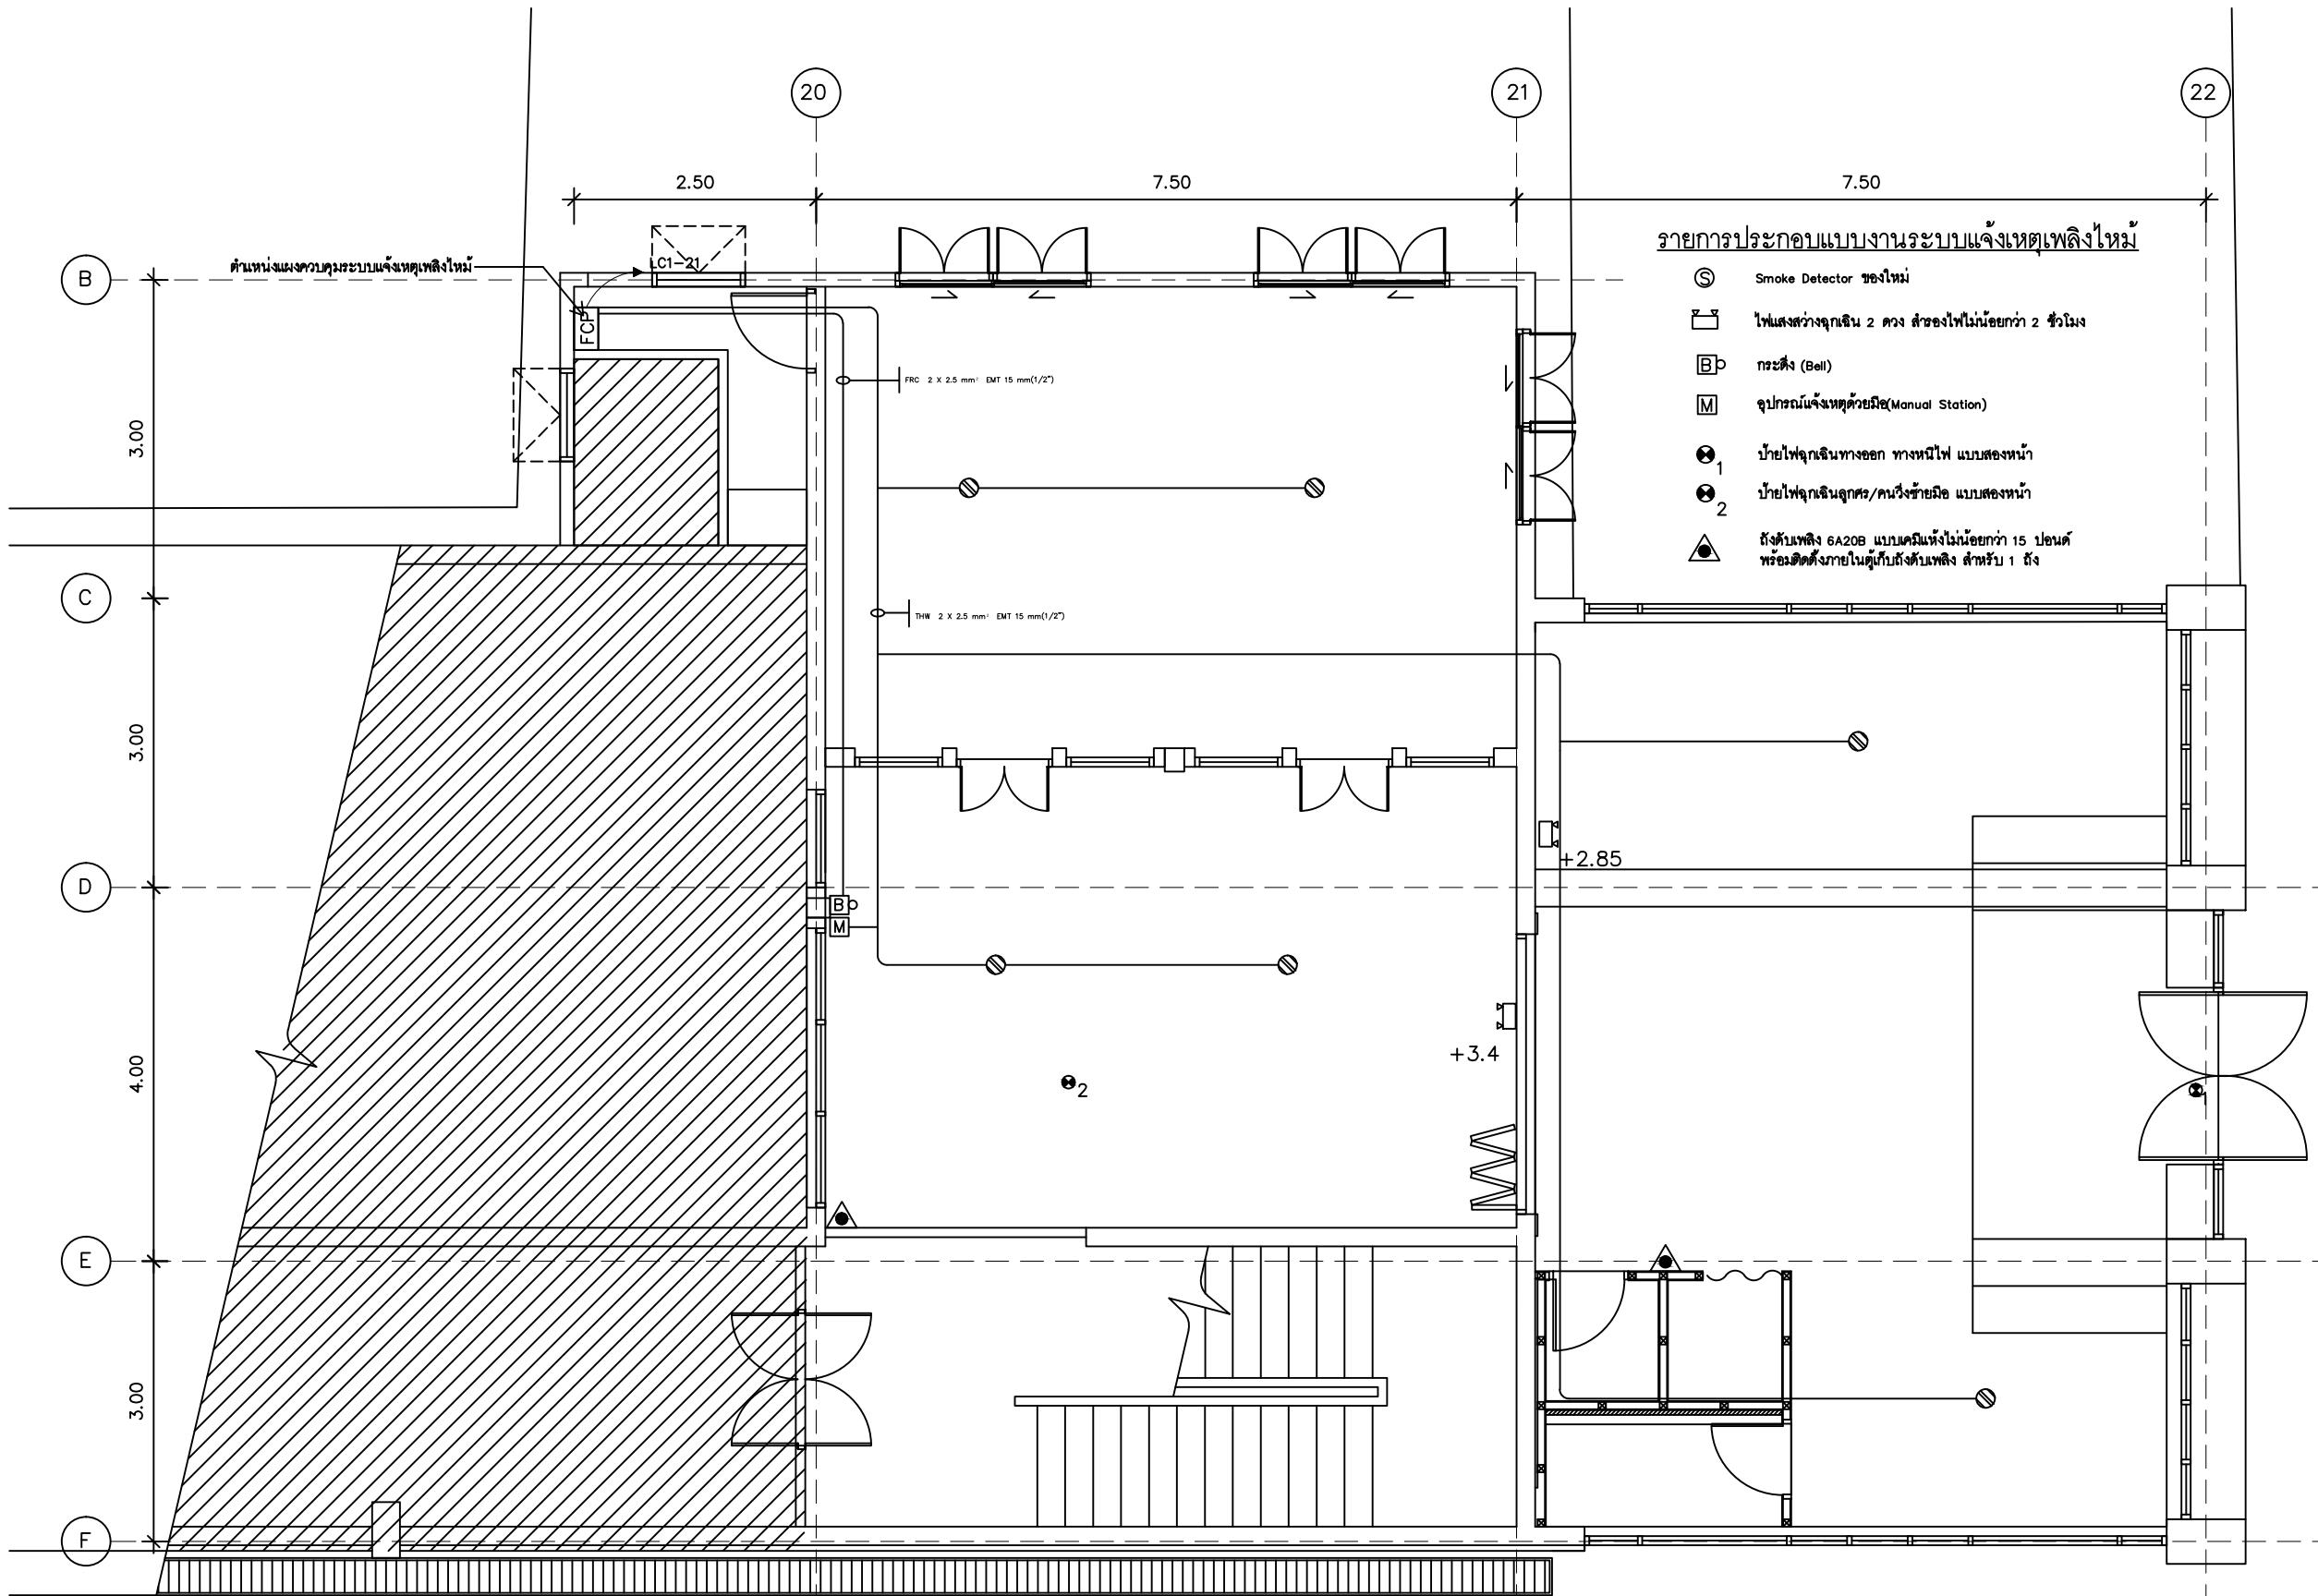 20
21
22
2.50
7.50
7.50
รายการประกอบแบบงานระบบแจ้งเหตุเพลิงไหม้
B
ตำแหน่งแผงควบคุมระบบแจ้งเหตุเพลิงไหม้
LC1-21
S Smoke Detector ของใหม่
FCP
ไฟแสงสว่างฉุกเฉิน 2 ดวง สำรองไฟไม่น้อยกว่า 2 ชั่วโมง
B กระดิ่ง (Bell)
FRC 2 X 2.5 mm² EMT 15 mm(1/2")
M อุปกรณ์แจ้งเหตุด้วยมือ(Manual Station)
3.00
1 ป้ายไฟฉุกเฉินทางออก ทางหนีไฟ แบบสองหน้า
2 ป้ายไฟฉุกเฉินลูกศร/คนวิ่งซ้ายมือ แบบสองหน้า
ถังดับเพลิง 6A20B แบบเคมีแห้งไม่น้อยกว่า 15 ปอนด์
พร้อมติดตั้งภายในตู้เก็บถังดับเพลิง สำหรับ 1 ถัง
C
THW 2 X 2.5 mm² EMT 15 mm(1/2")
3.00
+2.85
D
B
M
+3.4
4.00
2
1
E
3.00
F